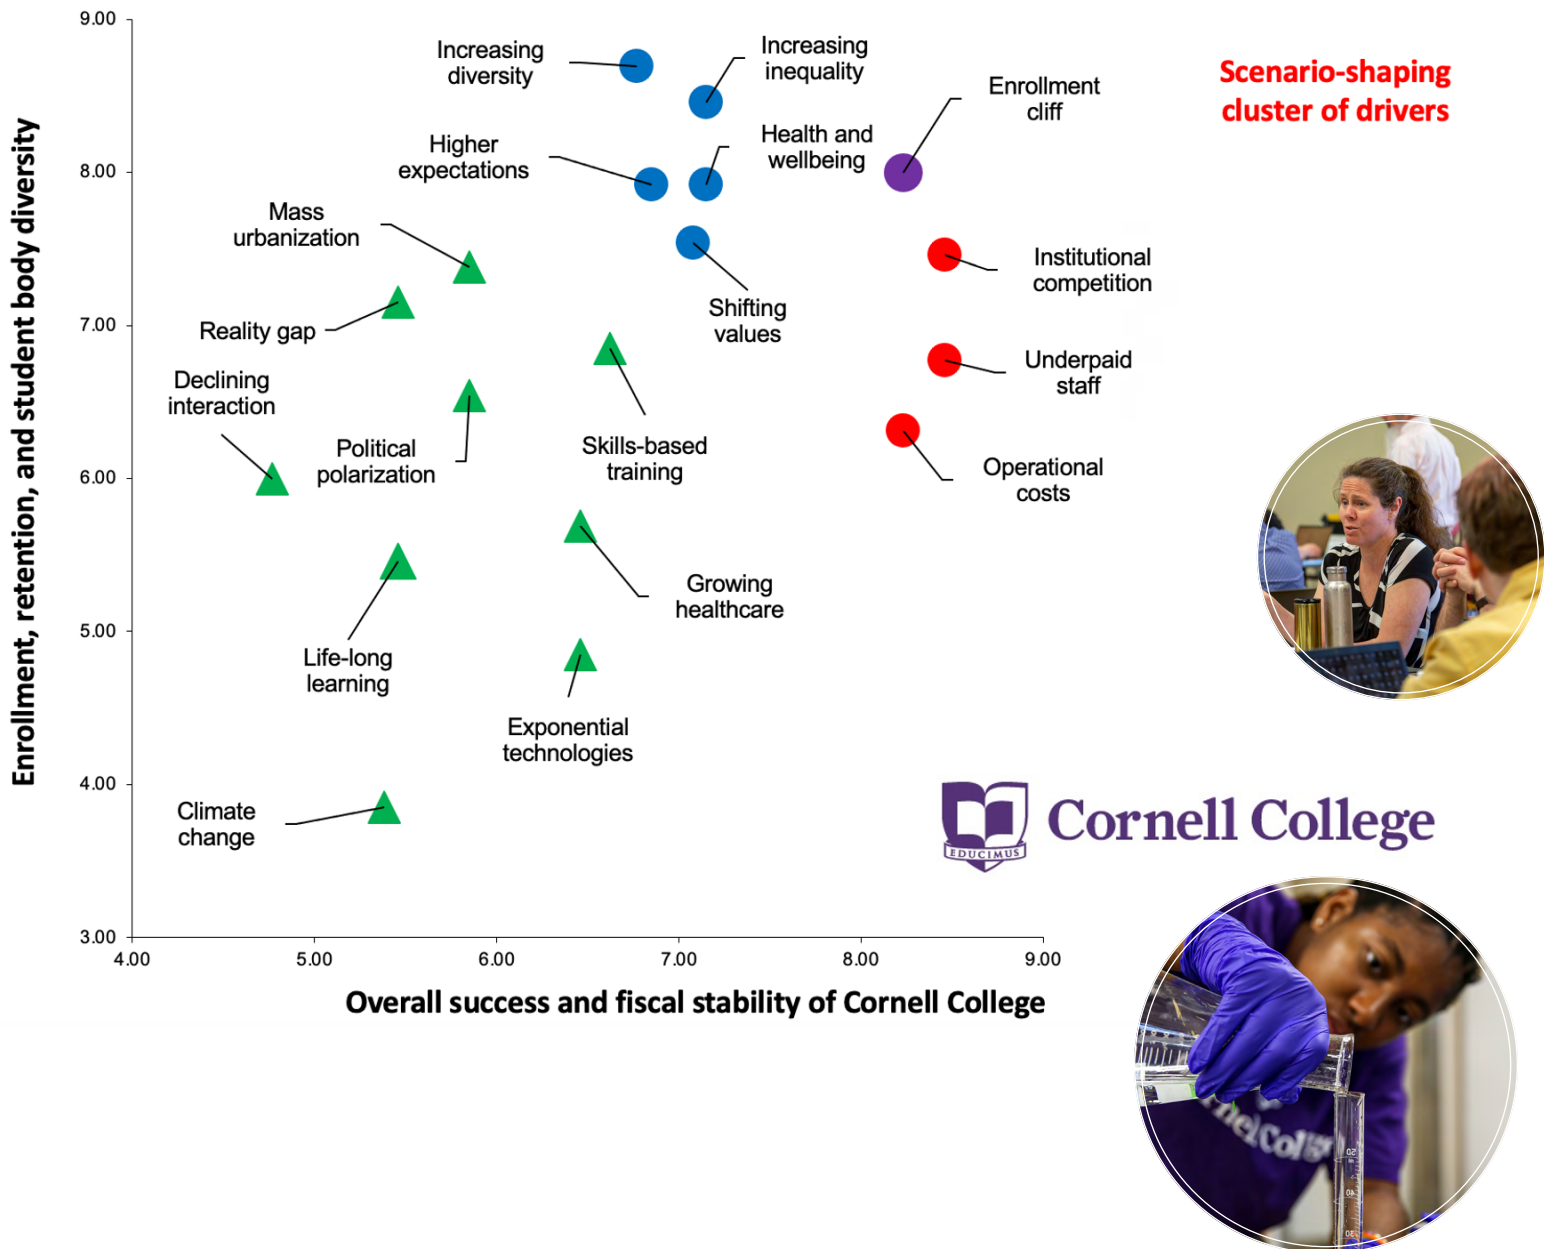 9.00
8.00
7.00
6.00
5.00
4.00
3.00
4.00
5.00
6.00
7.00
8.00
9.00
Enrollment, retention, and student body diversity
Overall success and fiscal stability of Cornell College
Increasing
diversity
Increasing
inequality
Enrollment
cliff
Scenario-shaping
cluster of drivers
Higher
expectations
Health and
wellbeing
Mass
urbanization
Institutional
competition
Reality gap
Shifting
values
Declining
interaction
Underpaid
staff
Political
polarization
Skills-based
training
Operational
costs
Growing
healthcare
Life-long
learning
Exponential
technologies
Climate
change
EDUCIMUS
Cornell College
50
40
30